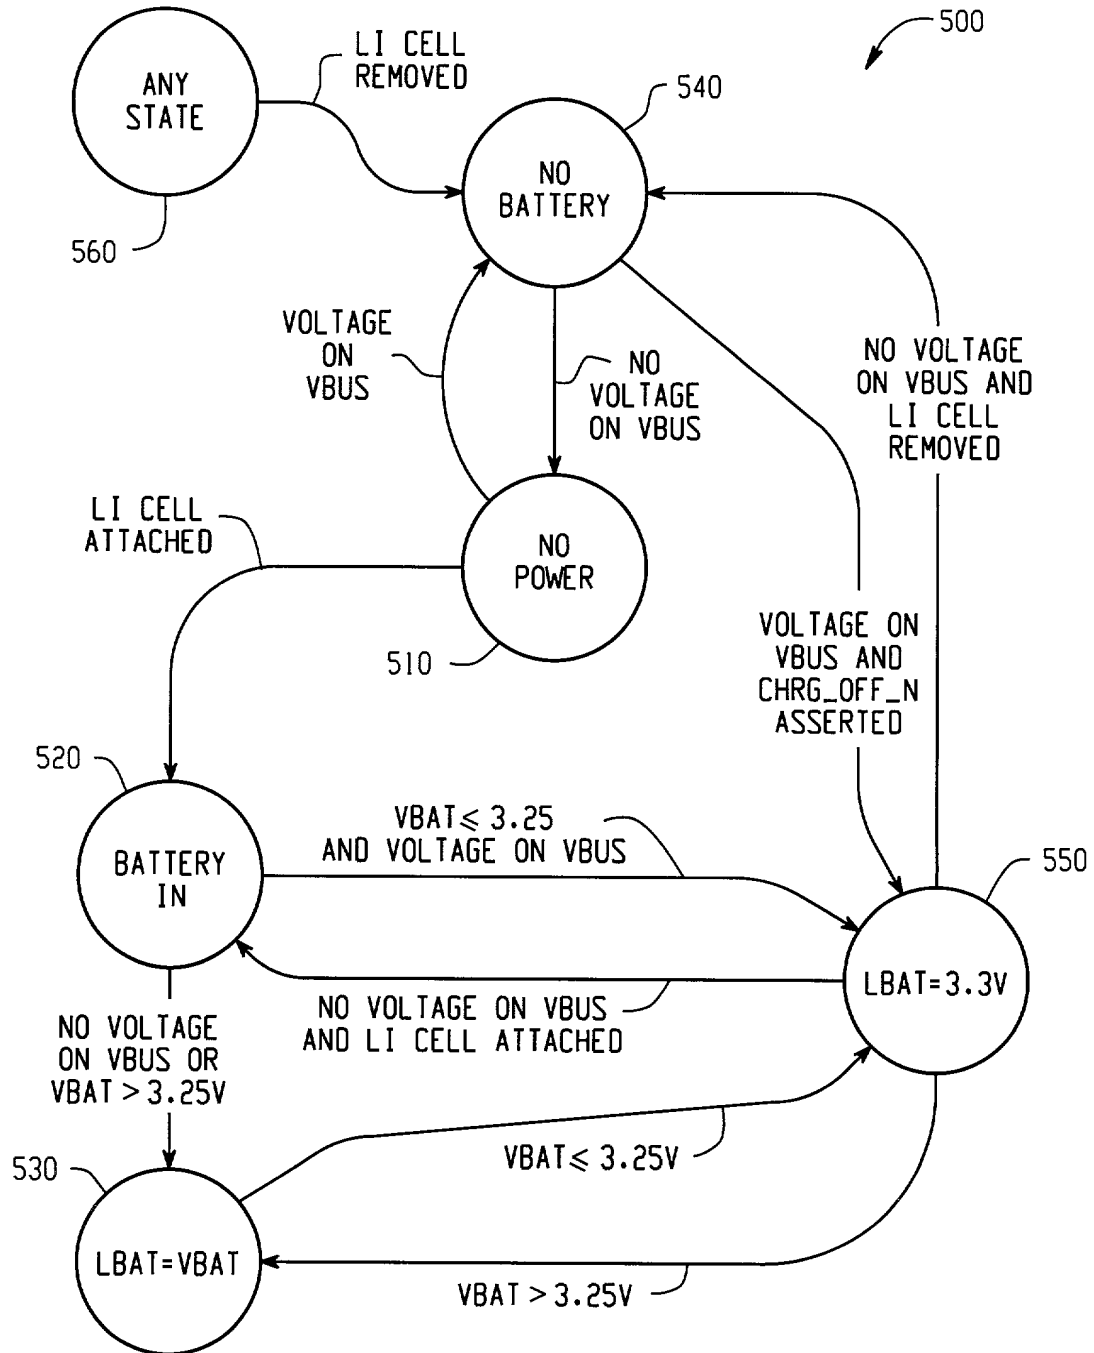 500
LI CELL
REMOVED
ANY
STATE
540
NO
BATTERY
560
VOLTAGE
ON
VBUS
NO
VOLTAGE
ON VBUS
NO VOLTAGE
ON VBUS AND
LI CELL
REMOVED
LI CELL
ATTACHED
NO
POWER
510
VOLTAGE ON
VBUS AND
CHRG_OFF_N
ASSERTED
520
VBAT≤ 3.25
AND VOLTAGE ON VBUS
BATTERY
IN
550
LBAT=3.3V
NO VOLTAGE ON VBUS
AND LI CELL ATTACHED
NO VOLTAGE
ON VBUS OR
VBAT > 3.25V
VBAT≤ 3.25V
530
LBAT=VBAT
VBAT > 3.25V